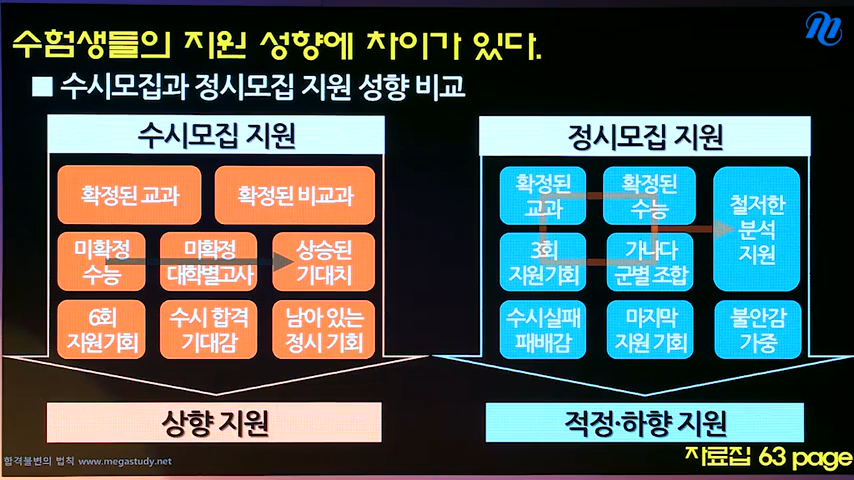 수험생들의 지원 성향에 차이가 있다.
■ 수시모집과 정시모집 지원 성향 비교
수시모집 지원
확정된 교과
확정된 비교과
미확정
수능
미확정
대학별고사
상승된
기대치
6회
지원기회
수시 합격
기대감
남아 있는
정시 기회
상향 지원
정시모집 지원
확정된
교과
확정된
수능
철저한
분석
지원
3회
지원기회
가나다
군별 조합
수시실패
패배감
마지막
지원 기회
불안감
가중
적정·하향 지원
자료집 63 page
합격불변의 법칙 www.megastudy.net